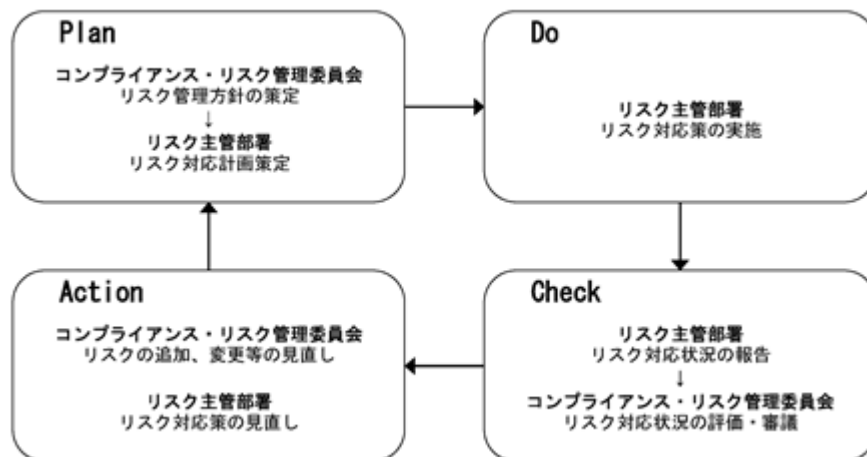 Plan
コンプライアンス・リスク管理委員会
リスク管理方針の策定
↓
リスク主管部署
リスク対応計画策定
Do
リスク主管部署
リスク対応策の実施
Action
コンプライアンス・リスク管理委員会
リスクの追加、変更等の見直し
リスク主管部署
リスク対応策の見直し
Check
リスク主管部署
リスク対応状況の報告
↓
コンプライアンス・リスク管理委員会
リスク対応状況の評価・審議